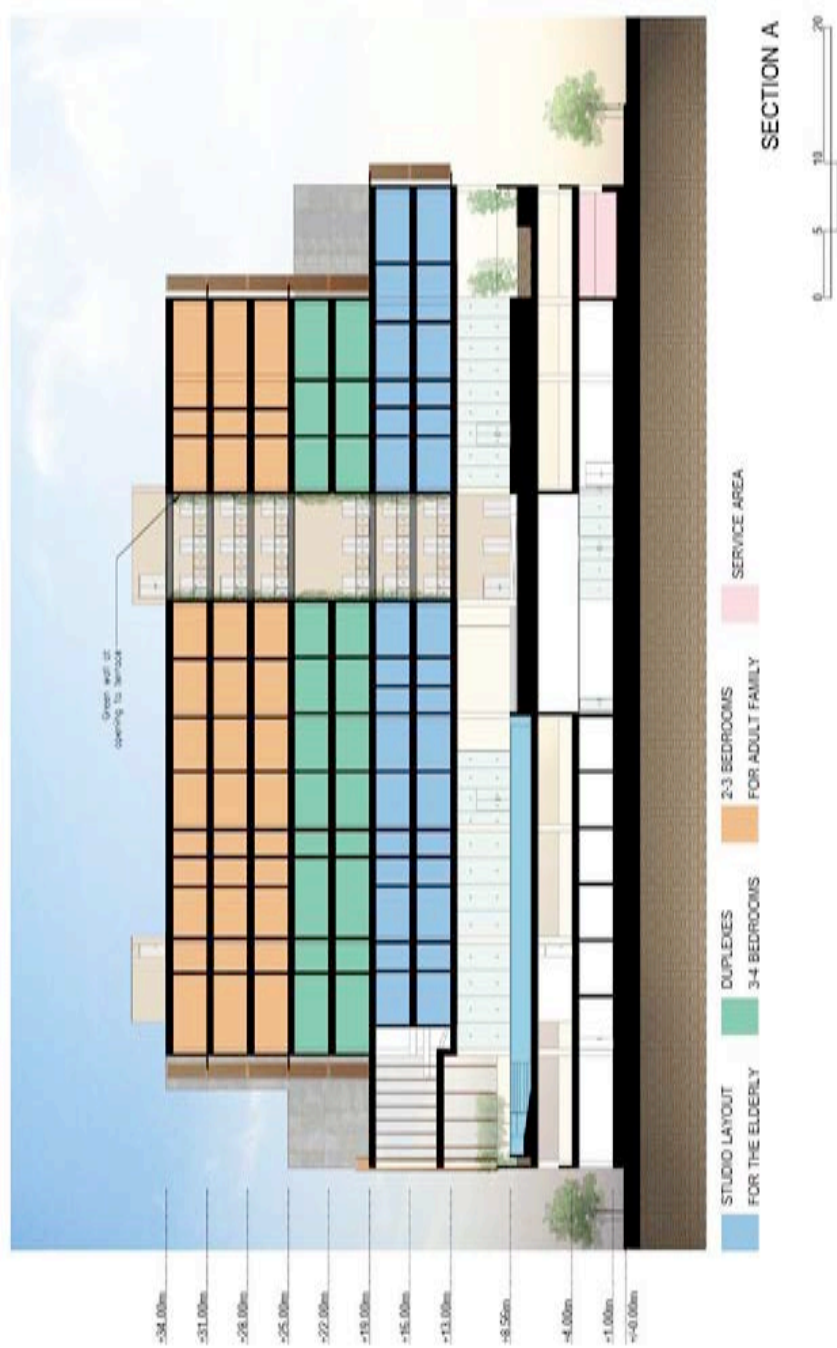 Green wall at
opening to terrace
+34.00m
+31.00m
+28.00m
+25.00m
+22.00m
+19.00m
+16.00m
+13.00m
+8.56m
+4.00m
+1.00m
+/-0.00m
STUDIO LAYOUT
FOR THE ELDERLY
DUPLEXES
3-4 BEDROOMS
2-3 BEDROOMS
FOR ADULT FAMILY
SERVICE AREA
SECTION A
0 5 10 20